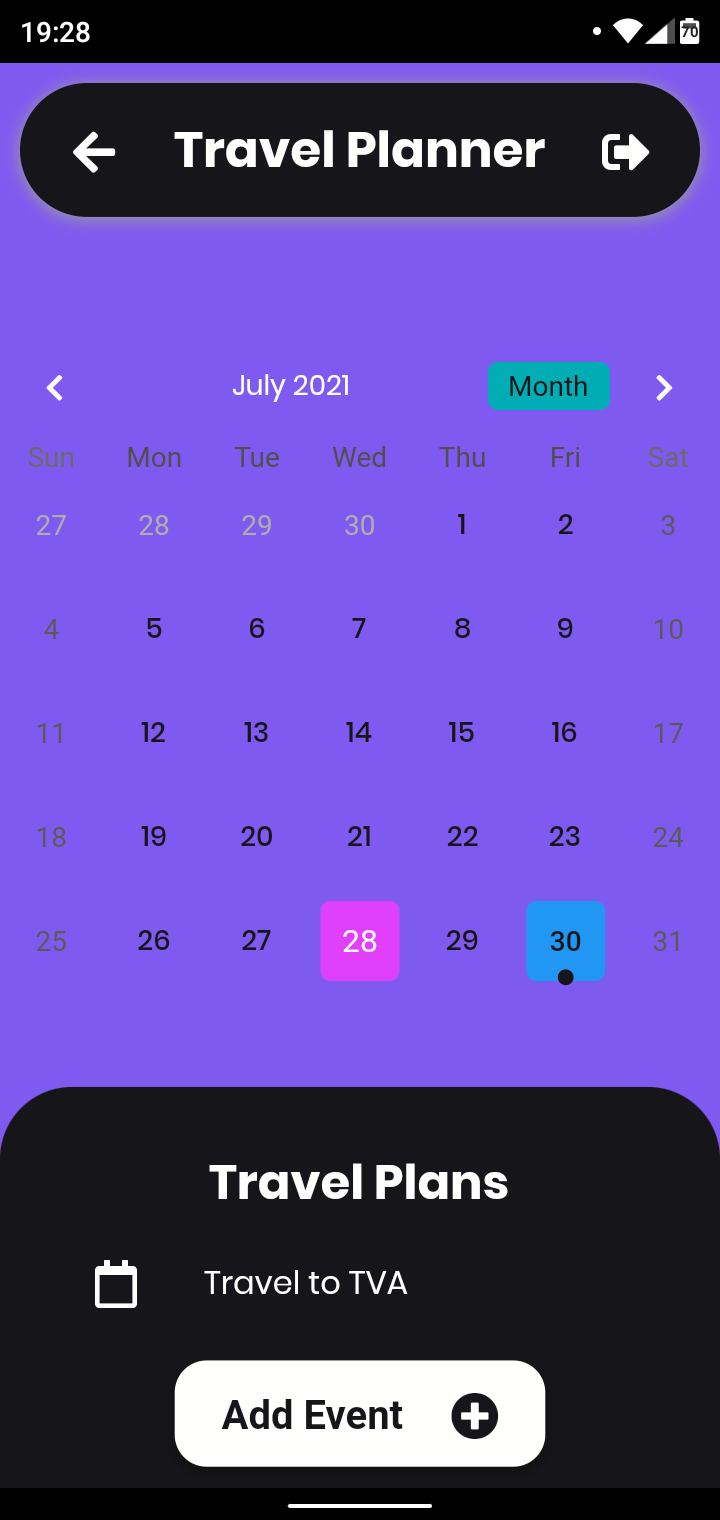 19:28 70
Travel Planner
July 2021 Month
Sun Mon Tue Wed Thu Fri Sat
27 28 29 30 1 2 3
4 5 6 7 8 9 10
11 12 13 14 15 16 17
18 19 20 21 22 23 24
25 26 27 28 29 30 31
Travel Plans
Travel to TVA
Add Event